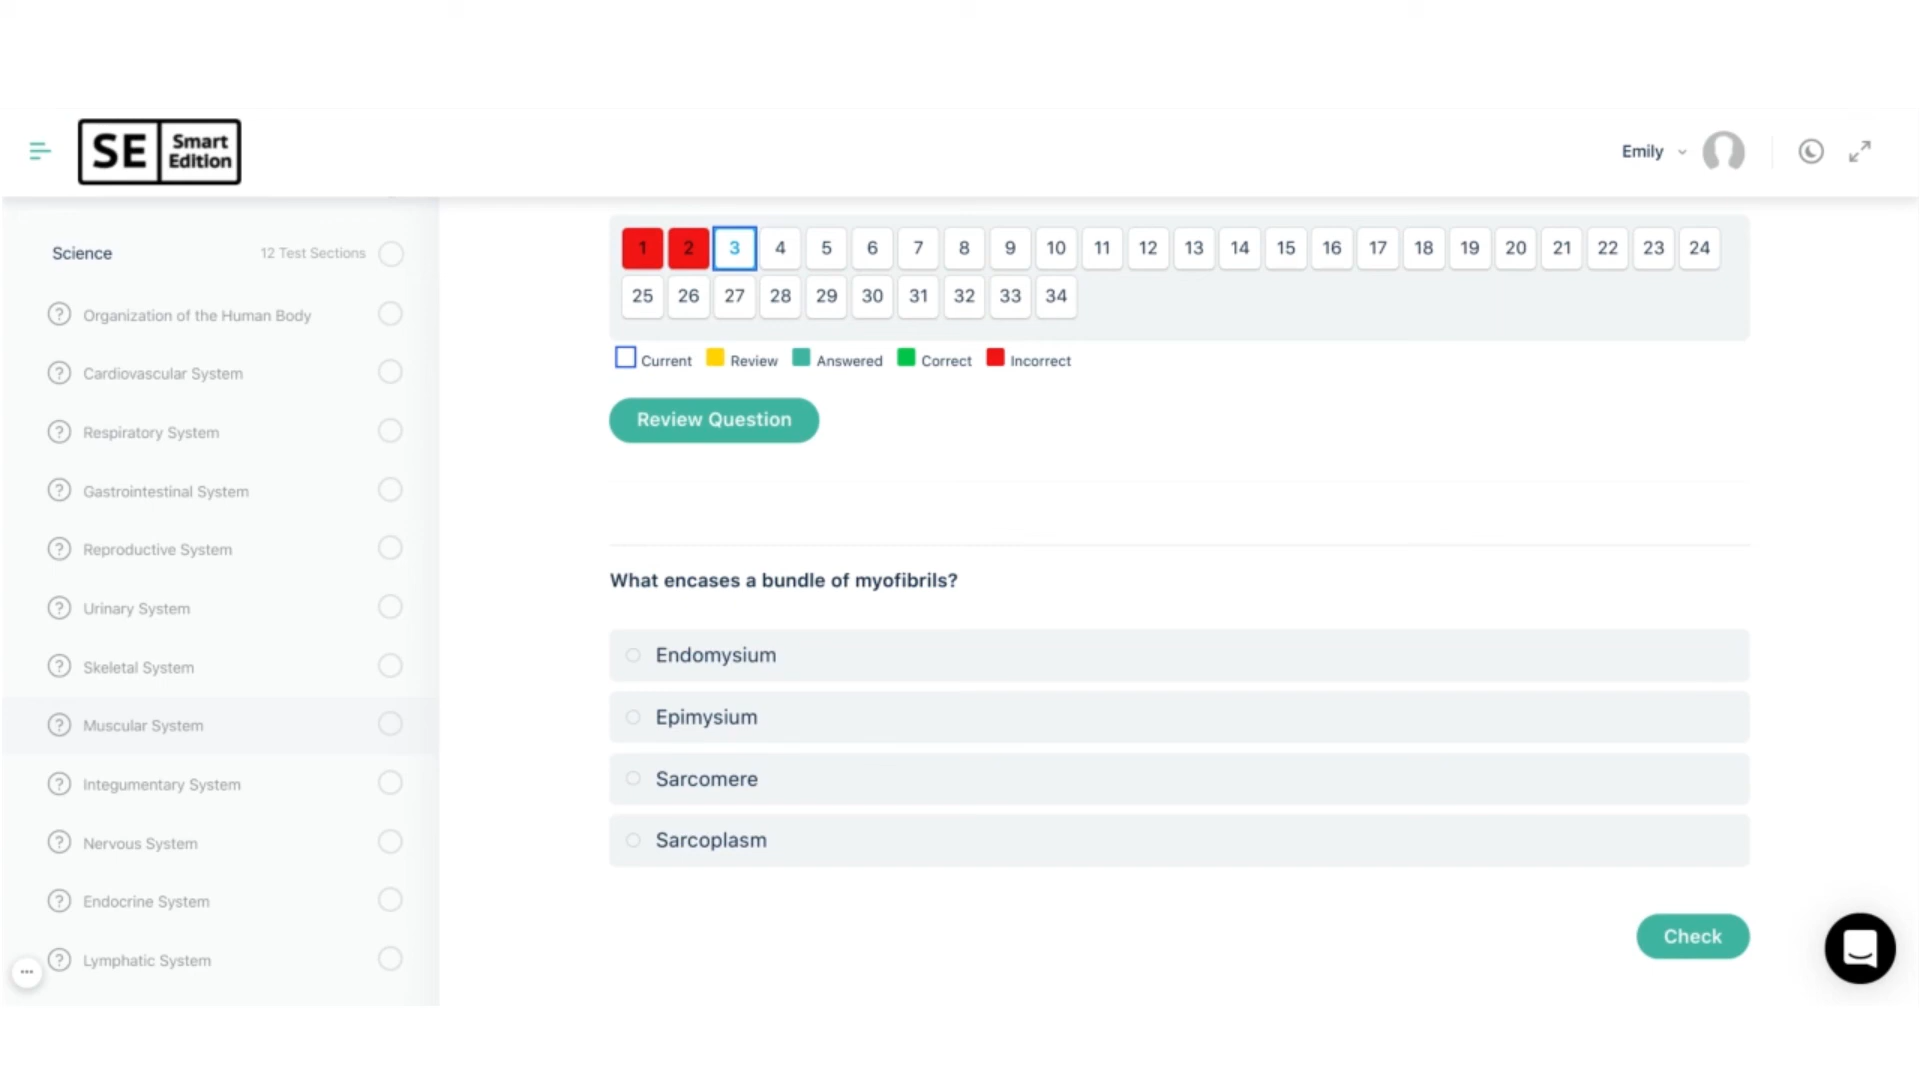 SE Smart Edition
Emily
Science 12 Test Sections
Organization of the Human Body
Cardiovascular System
Respiratory System
Gastrointestinal System
Reproductive System
Urinary System
Skeletal System
Muscular System
Integumentary System
Nervous System
Endocrine System
Lymphatic System
1 2 3 4 5 6 7 8 9 10 11 12 13 14 15 16 17 18 19 20 21 22 23 24
25 26 27 28 29 30 31 32 33 34
Current Review Answered Correct Incorrect
Review Question
What encases a bundle of myofibrils?
Endomysium
Epimysium
Sarcomere
Sarcoplasm
Check